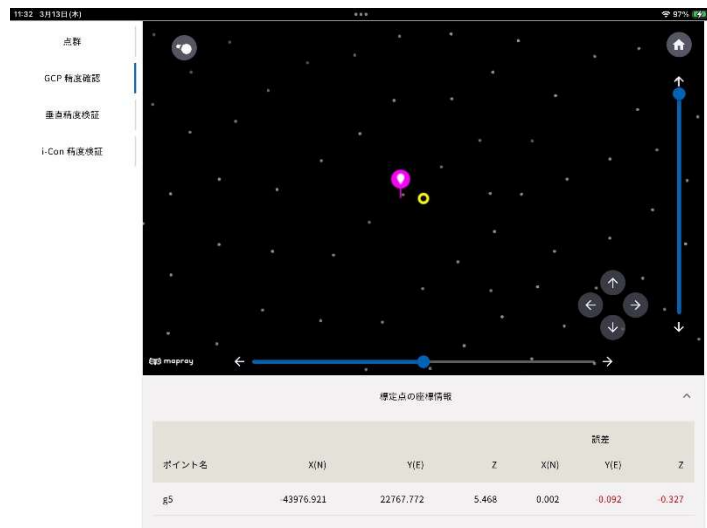 11:32 3月13日(木)
97%
点群
GCP 精度確認
垂直精度検証
i-Con 精度検証
mapray
標定点の座標情報
誤差
ポイント名 X(N) Y(E) Z X(N) Y(E) Z
g5 -43976.921 22767.772 5.468 0.002 -0.092 -0.327